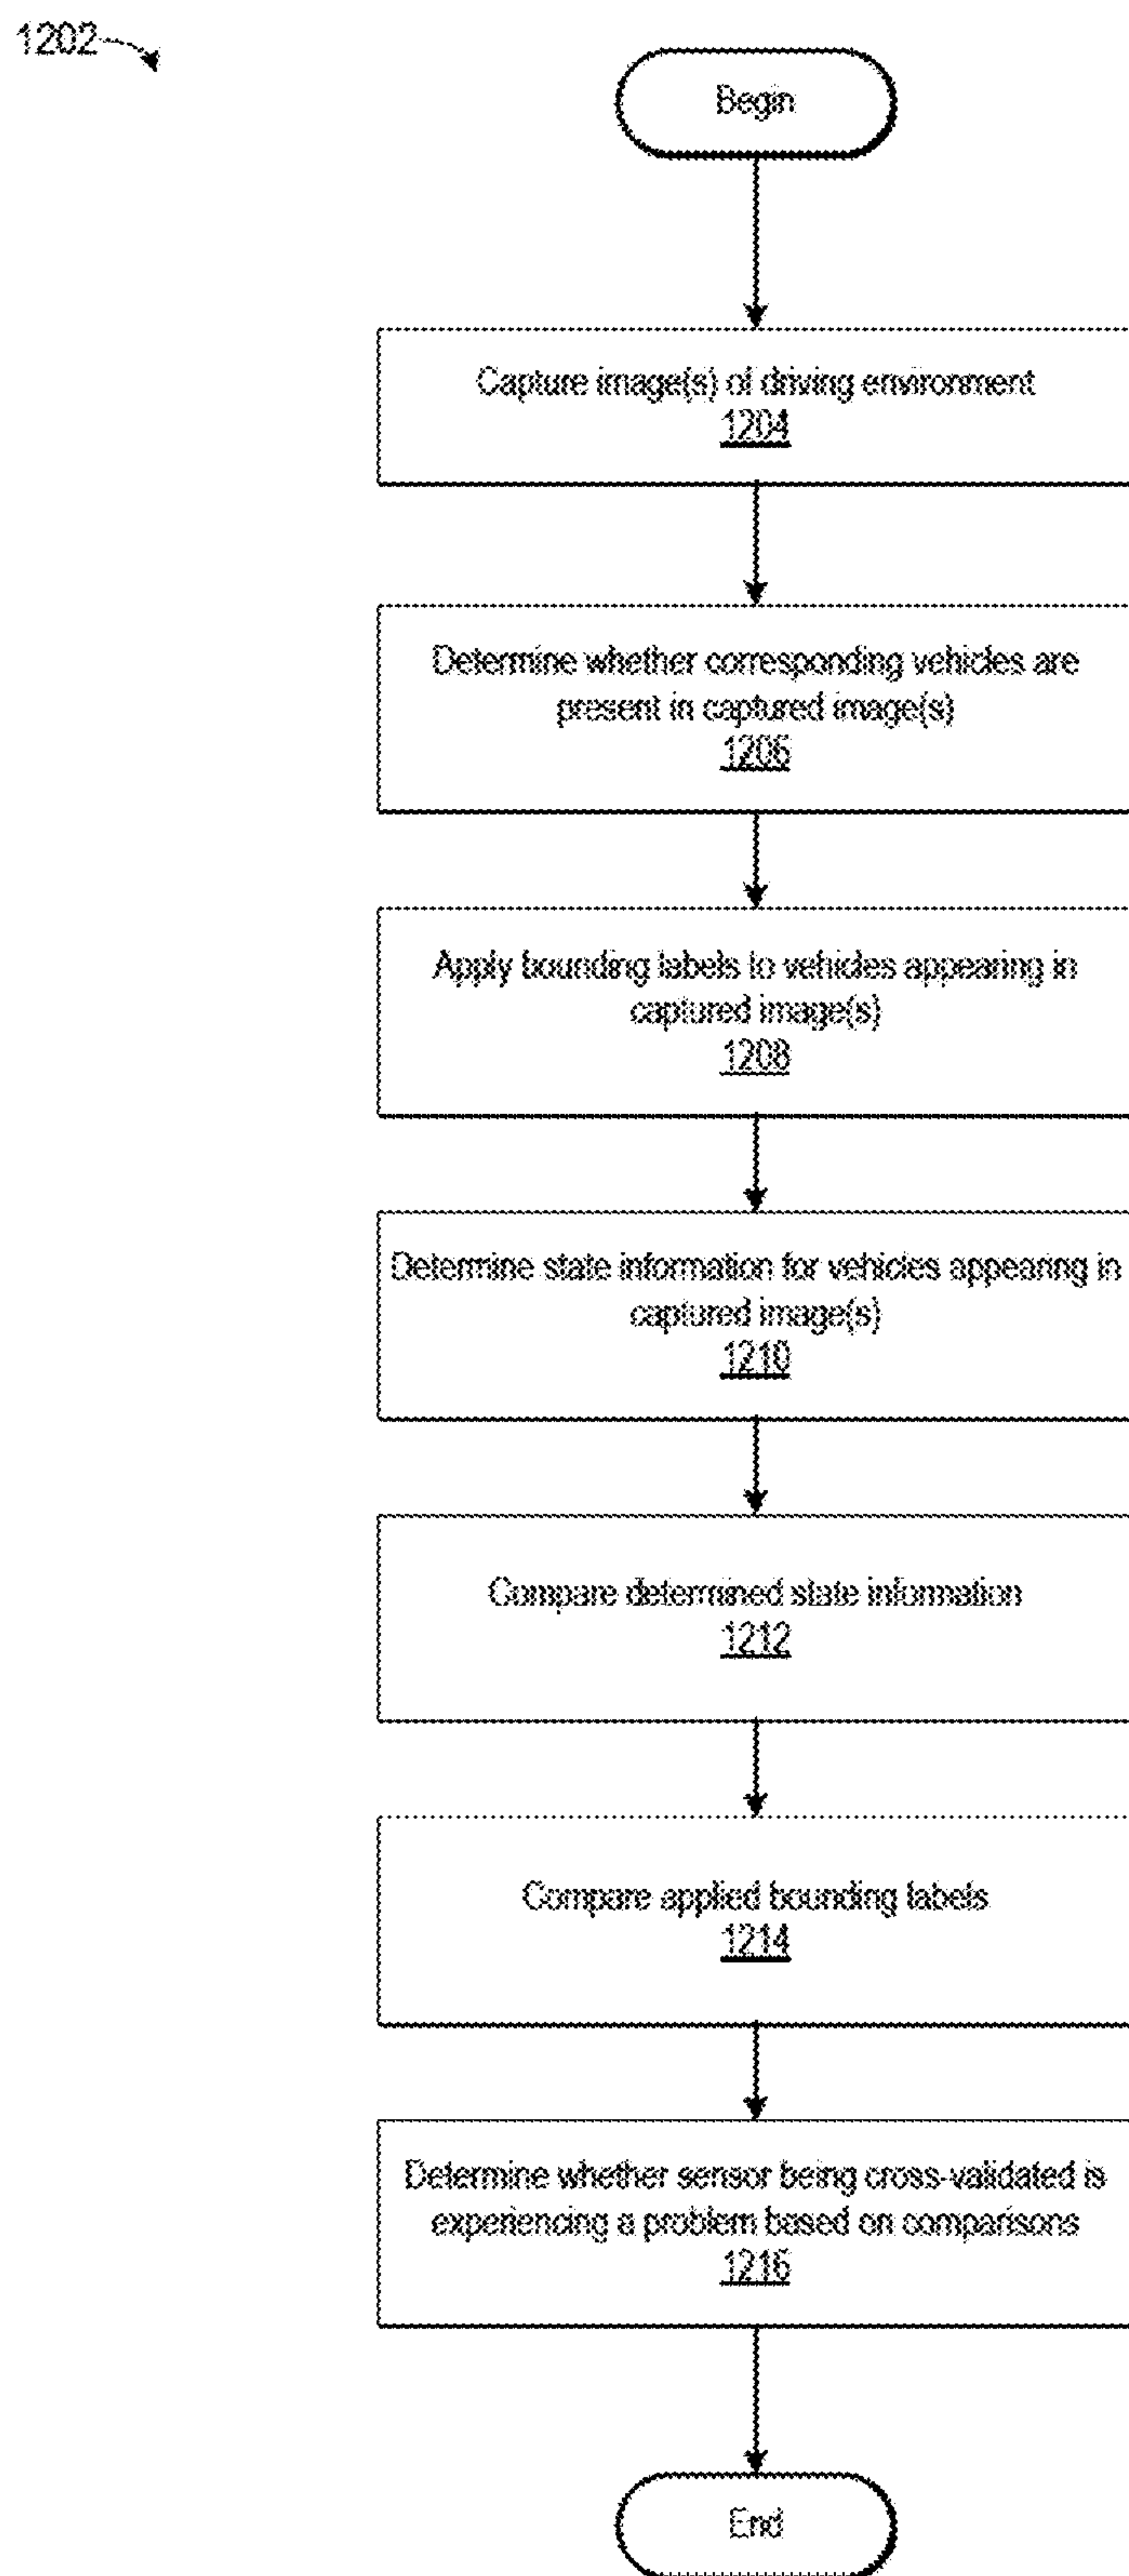 1202
Begin
Capture image(s) of driving environment
1204
Determine whether corresponding vehicles are
present in captured image(s)
1206
Apply bounding labels to vehicles appearing in
captured image(s)
1208
Determine state information for vehicles appearing in
captured image(s)
1210
Compare determined state information
1212
Compare applied bounding labels
1214
Determine whether sensor being cross-validated is
experiencing a problem based on comparisons
1216
End